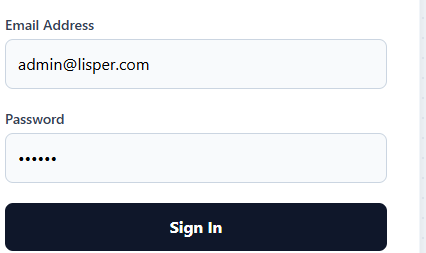 Email Address
admin@lisper.com
Password
••••••
Sign In